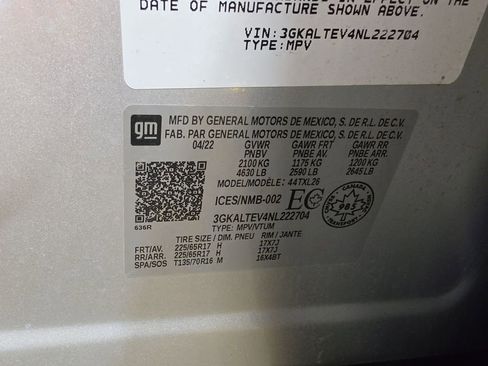 DATE OF MANUFACTURE SHOWN ABOVE.
VIN:3GKALTEV4NL222704
TYPE:MPV
gm
MFD BY GENERAL MOTORS DE MEXICO, S. DE R.L. DE C.V.
FAB. PAR GENERAL MOTORS DE MEXICO, S. DE R.L. DE C.V.
04/22 GVWR GAWR FRT GAWR RR
PNBV PNBE AV. PNBE ARR.
2100 KG 1175 KG 1200 KG
4630 LB 2590 LB 2645 LB
MODEL/MODÈLE: 44TXL26
ICES/NMB-002 EC CANADA 985
3GKALTEV4NL222704
636R TYPE: MPV/VTUM
TIRE SIZE / DIM. PNEU RIM / JANTE
FRT/AV. 225/65R17 H 17X7J
RR/ARR. 225/65R17 H 17X7J
SPA/SOS T135/70R16 M 16X4BT